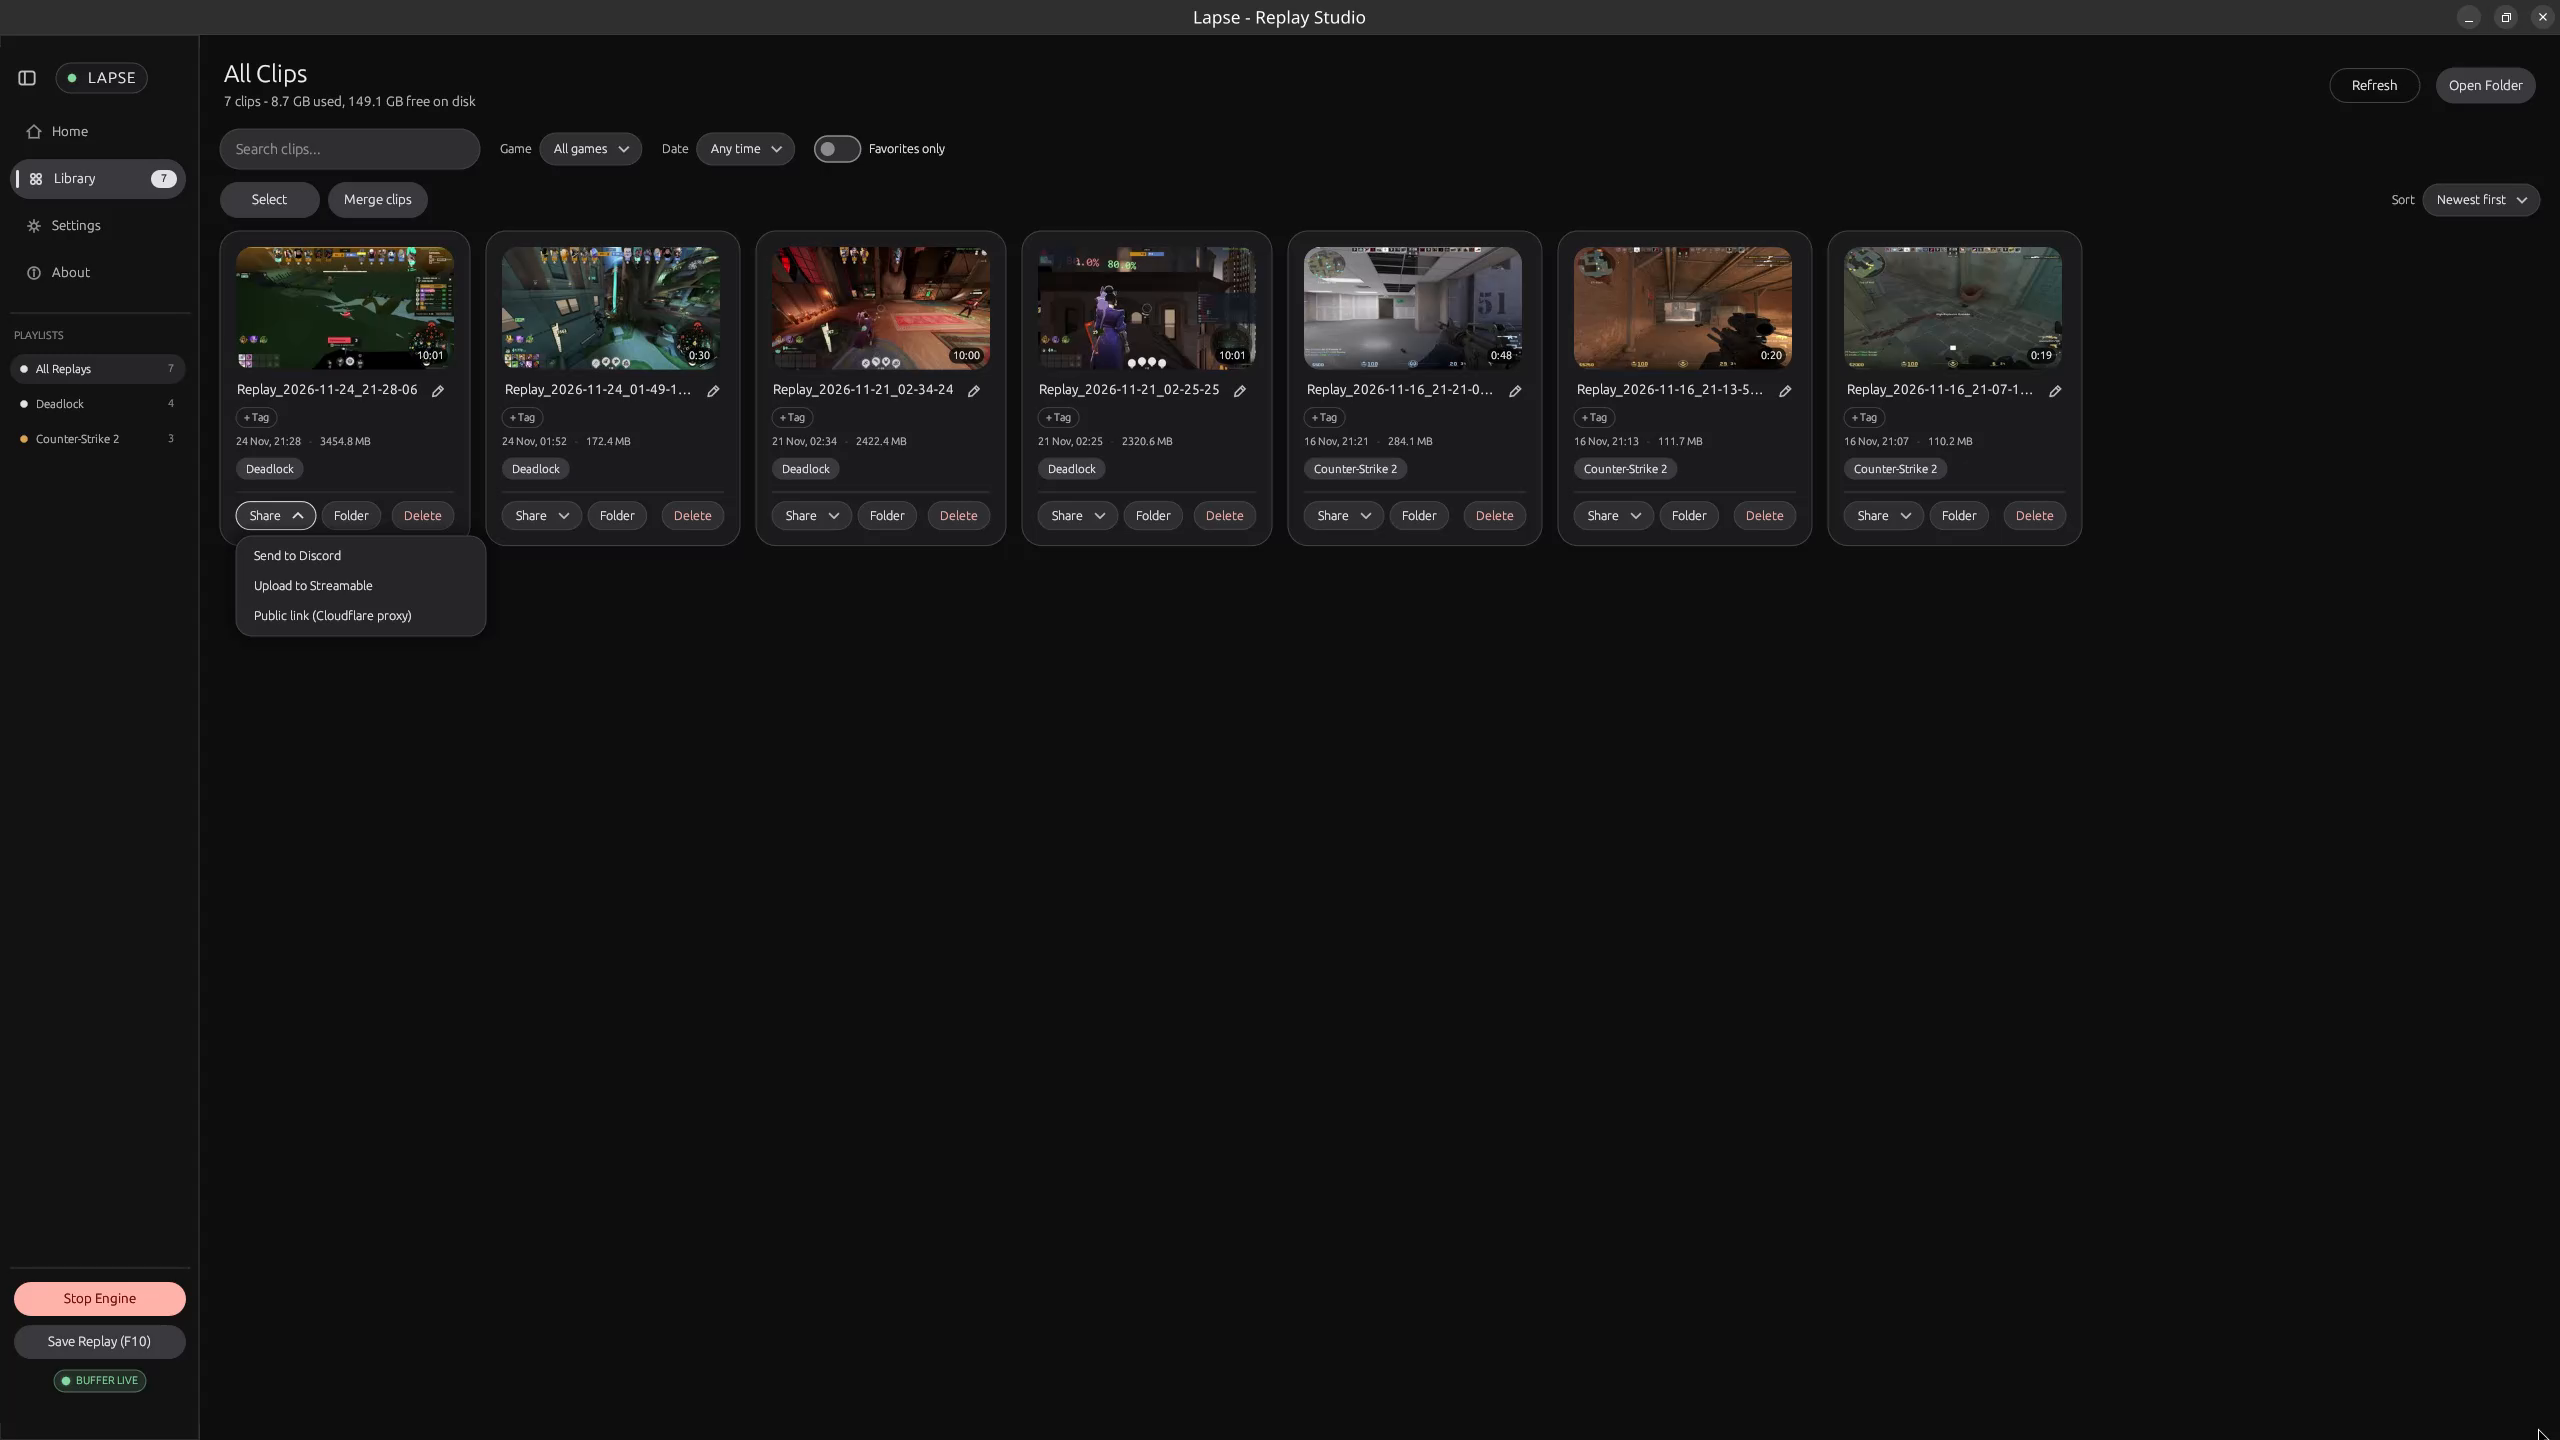 Lapse - Replay Studio
LAPSE
Home
Library 7
Settings
About
PLAYLISTS
All Replays 7
Deadlock 4
Counter-Strike 2 3
Stop Engine
Save Replay (F10)
BUFFER LIVE
All Clips
7 clips - 8.7 GB used, 149.1 GB free on disk
Refresh Open Folder
Search clips... Game All games Date Any time Favorites only
Select Merge clips Sort Newest first
10:01
Replay_2026-11-24_21-28-06
+ Tag
24 Nov, 21:28 · 3454.8 MB
Deadlock
Share Folder Delete
Send to Discord
Upload to Streamable
Public link (Cloudflare proxy)
0:30
Replay_2026-11-24_01-49-1...
+ Tag
24 Nov, 01:52 · 172.4 MB
Deadlock
Share Folder Delete
10:00
Replay_2026-11-21_02-34-24
+ Tag
21 Nov, 02:34 · 2422.4 MB
Deadlock
Share Folder Delete
80.0%
10:01
Replay_2026-11-21_02-25-25
+ Tag
21 Nov, 02:25 · 2320.6 MB
Deadlock
Share Folder Delete
51
0:48
Replay_2026-11-16_21-21-0...
+ Tag
16 Nov, 21:21 · 284.1 MB
Counter-Strike 2
Share Folder Delete
0:20
Replay_2026-11-16_21-13-5...
+ Tag
16 Nov, 21:13 · 111.7 MB
Counter-Strike 2
Share Folder Delete
0:19
Replay_2026-11-16_21-07-1...
+ Tag
16 Nov, 21:07 · 110.2 MB
Counter-Strike 2
Share Folder Delete